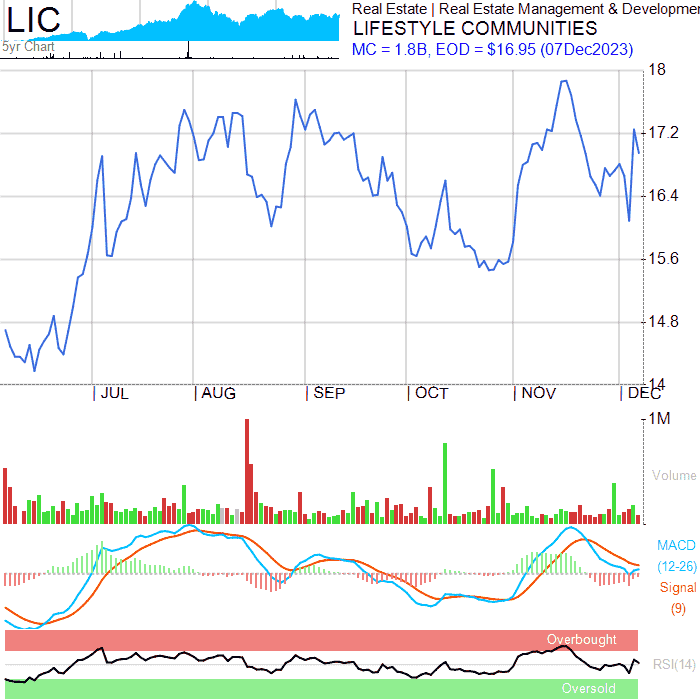 LIC
5yr Chart
Real Estate | Real Estate Management & Developmer
LIFESTYLE COMMUNITIES
MC = 1.8B, EOD = $16.95 (07Dec2023)
18
17.2
16.4
15.6
14.8
14
JUL AUG SEP OCT NOV DEC
1M
Volume
MACD
(12-26)
Signal
(9)
Overbought
RSI(14)
Oversold